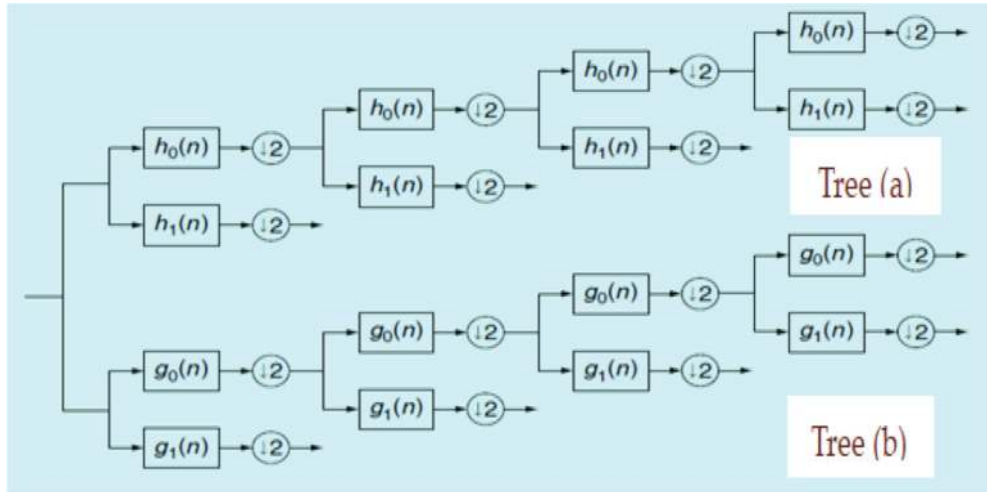 h₀(n) ↓2
h₀(n) ↓2
h₀(n) ↓2
h₁(n) ↓2
h₀(n) ↓2
h₁(n) ↓2
h₁(n) ↓2
h₁(n) ↓2
Tree (a)
g₀(n) ↓2
g₀(n) ↓2
g₀(n) ↓2
g₁(n) ↓2
g₀(n) ↓2
g₁(n) ↓2
g₁(n) ↓2
g₁(n) ↓2
Tree (b)